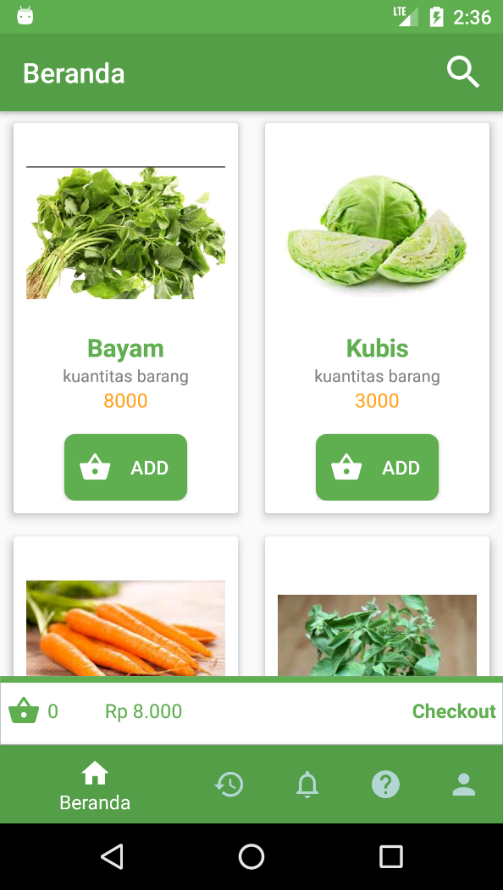 LTE 2:36
Beranda
Bayam
kuantitas barang
8000
ADD
Kubis
kuantitas barang
3000
ADD
0 Rp 8.000 Checkout
Beranda